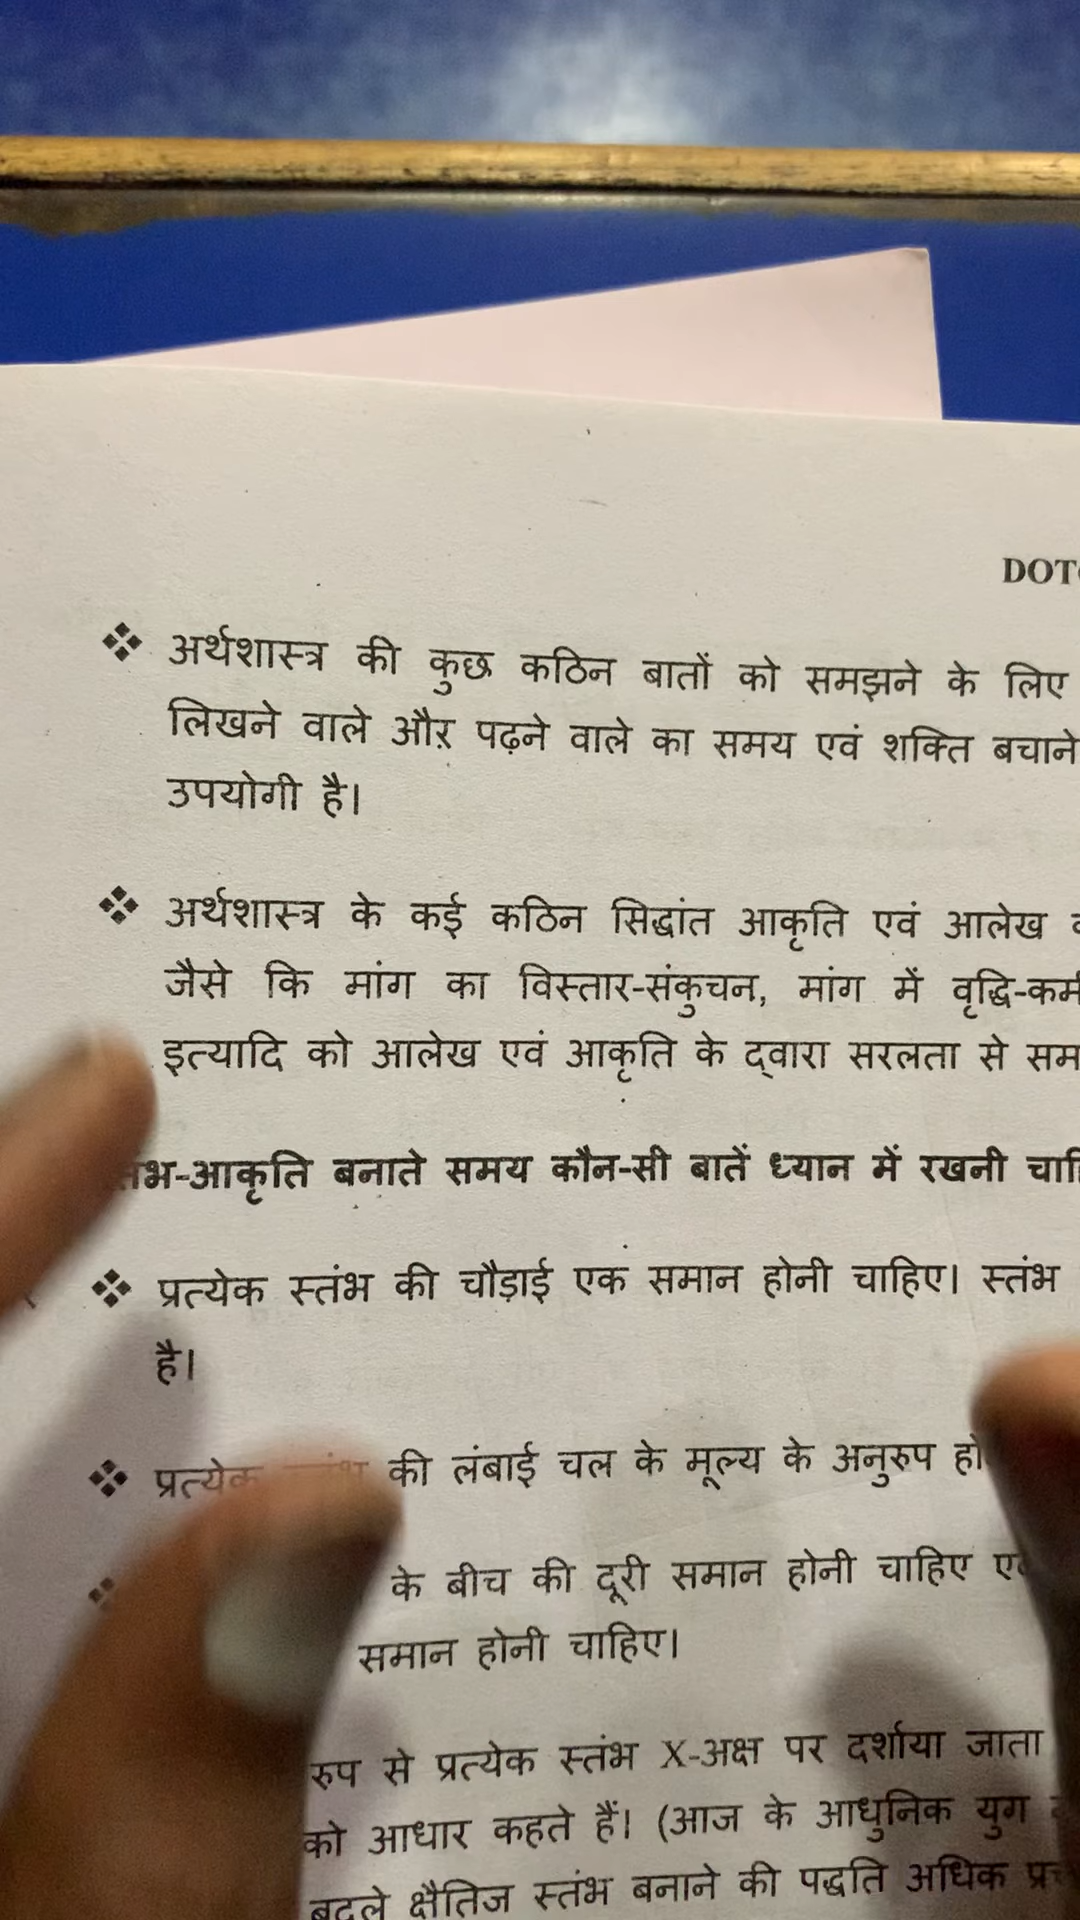 ❖ अर्थशास्त्र की कुछ कठिन बातों को समझने के लिए
लिखने वाले और पढ़ने वाले का समय एवं शक्ति बचाने
उपयोगी है।
❖ अर्थशास्त्र के कई कठिन सिद्धांत आकृति एवं आलेख
जैसे कि मांग का विस्तार-संकुचन, मांग में वृद्धि-कमी
इत्यादि को आलेख एवं आकृति के द्वारा सरलता से
-आकृति बनाते समय कौन-सी बातें ध्यान में रखनी
❖ प्रत्येक स्तंभ की चौड़ाई एक समान होनी चाहिए। स्तंभ
है।
❖ प्रत्येक की लंबाई चल के मूल्य के अनुरुप
के बीच की दूरी समान होनी चाहिए
समान होनी चाहिए।
रुप से प्रत्येक स्तंभ X-अक्ष पर दर्शाया जाता
को आधार कहते हैं। (आज के आधुनिक युग
बदले क्षैतिज स्तंभ बनाने की पद्धति अधिक